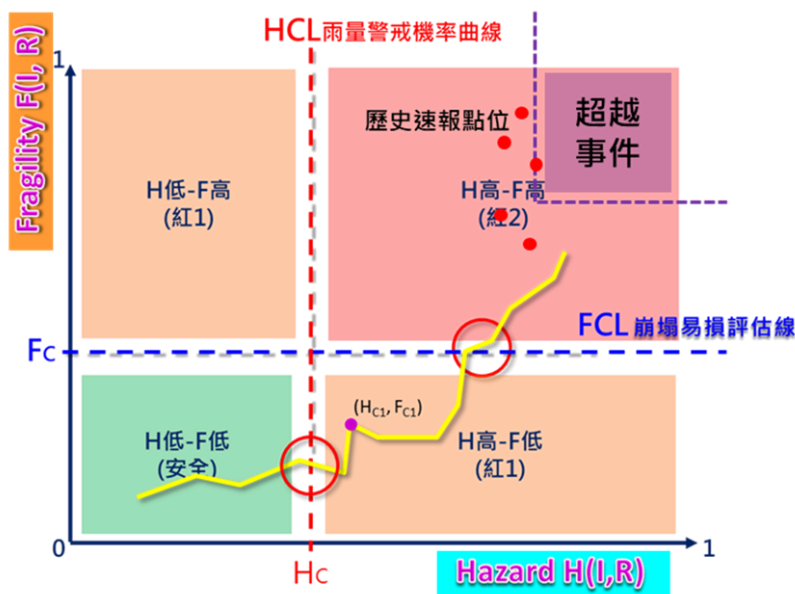 HCL雨量警戒機率曲線
1
Fragility F(I, R)
歷史速報點位
超越
事件
H低-F高
(紅1)
H高-F高
(紅2)
FCL 崩塌易損評估線
FC
(HC1, FC1)
H低-F低
(安全)
H高-F低
(紅1)
0
1
HC
Hazard H(I,R)